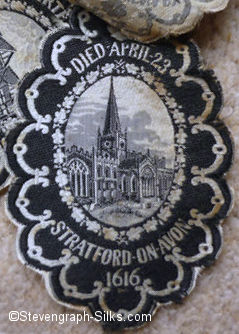 DIED·APRIL·23
STRATFORD-ON-AVON
1616
©Stevengraph-Silks.com